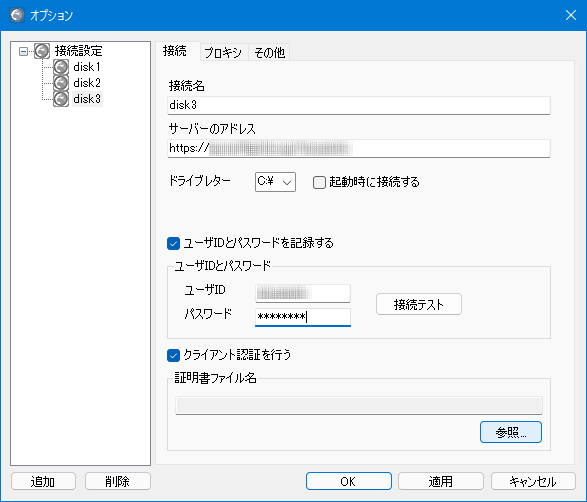 オプション
接続設定
disk1
disk2
disk3
接続 プロキシ その他
接続名
disk3
サーバーのアドレス
https://
ドライブレター C:¥ 起動時に接続する
ユーザIDとパスワードを記録する
ユーザIDとパスワード
ユーザID
パスワード ********
接続テスト
クライアント認証を行う
証明書ファイル名
参照...
追加 削除 OK 適用 キャンセル